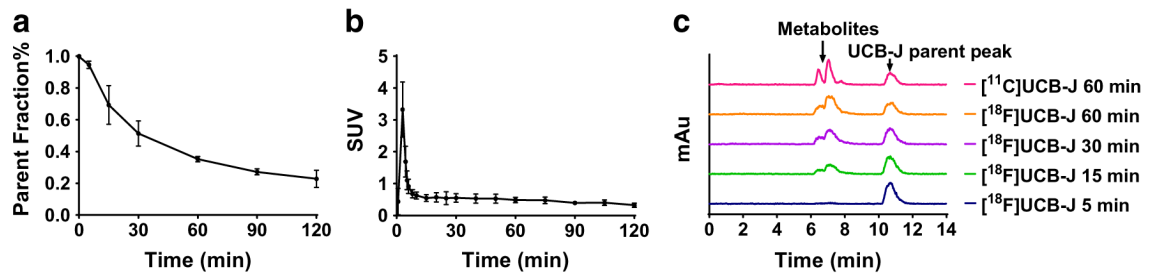 a
Parent Fraction%
1.0
0.8
0.6
0.4
0.2
0.0
0 30 60 90 120
Time (min)
b
SUV
5
4
3
2
1
0
0 30 60 90 120
Time (min)
c
Metabolites
UCB-J parent peak
mAu
[11C]UCB-J 60 min
[18F]UCB-J 60 min
[18F]UCB-J 30 min
[18F]UCB-J 15 min
[18F]UCB-J 5 min
0 2 4 6 8 10 12 14
Time (min)